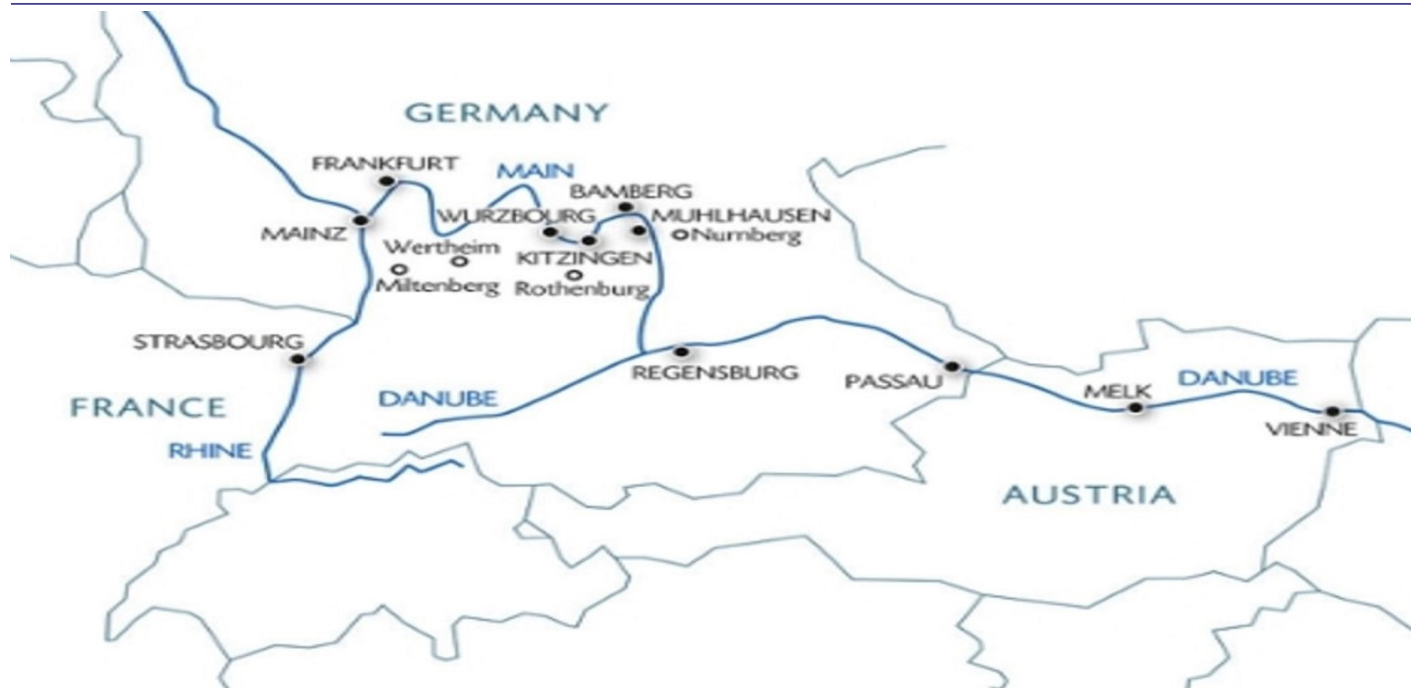 GERMANY
FRANKFURT
MAIN
BAMBERG
WURZBOURG
MUHLHAUSEN
MAINZ
Nurnberg
Wertheim
KITZINGEN
Miltenberg
Rothenburg
STRASBOURG
REGENSBURG
PASSAU
DANUBE
MELK
DANUBE
FRANCE
VIENNE
RHINE
AUSTRIA